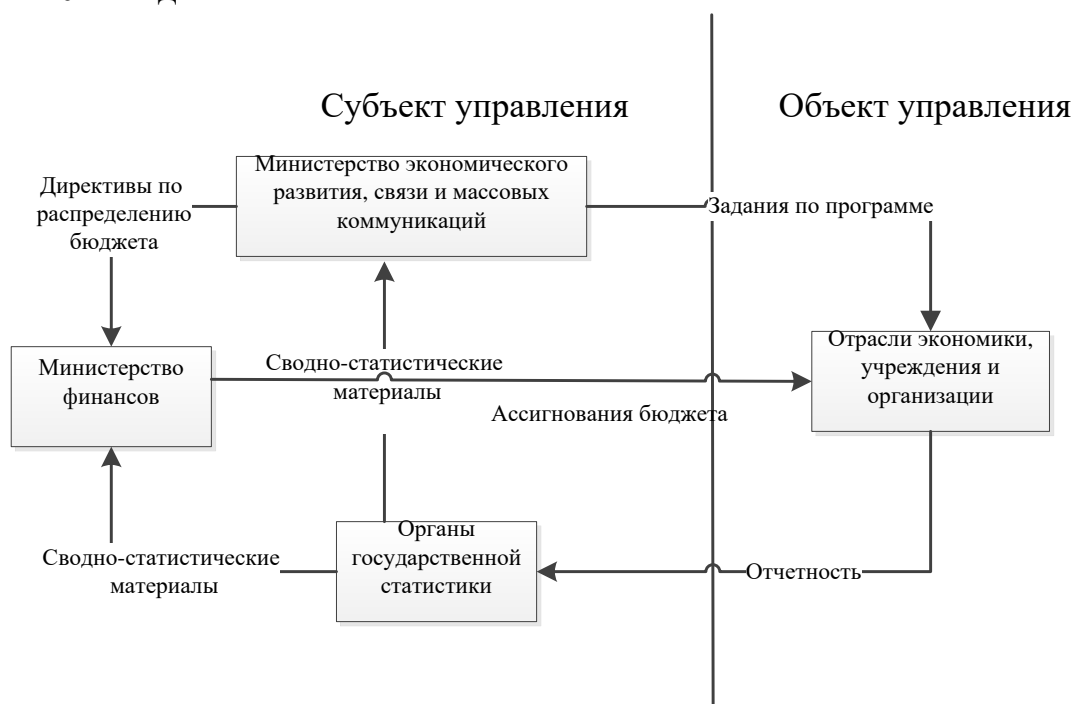 Субъект управления
Объект управления
Министерство экономического
развития, связи и массовых
коммуникаций
Директивы по
распределению
бюджета
Задания по программе
Министерство
финансов
Сводно-статистические
материалы
Ассигнования бюджета
Отрасли экономики,
учреждения и
организации
Сводно-статистические
материалы
Органы
государственной
статистики
Отчетность